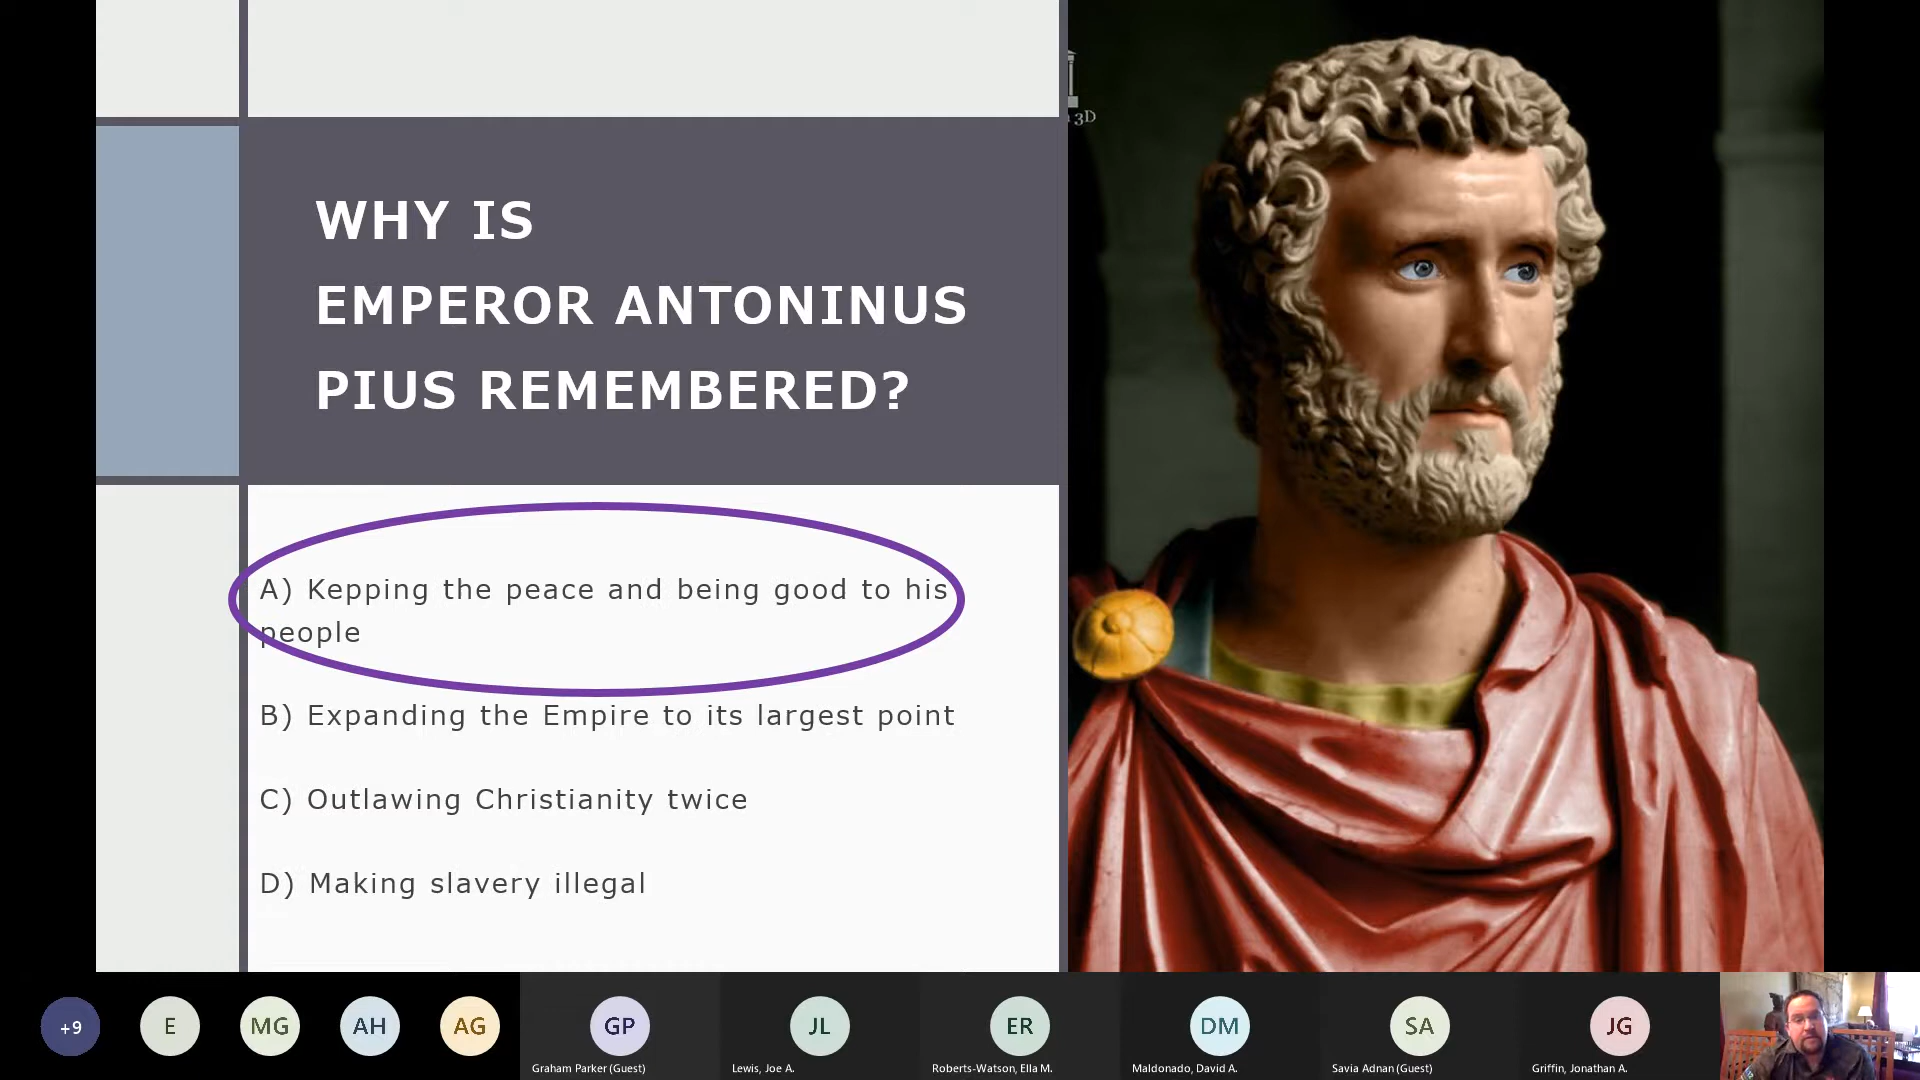 WHY IS
EMPEROR ANTONINUS
PIUS REMEMBERED?
3D
A) Kepping the peace and being good to his
people
B) Expanding the Empire to its largest point
C) Outlawing Christianity twice
D) Making slavery illegal
+9
E
MG
AH
AG
GP
JL
ER
DM
SA
JG
Graham Parker (Guest)
Lewis, Joe A.
Roberts-Watson, Ella M.
Maldonado, David A.
Savia Adnan (Guest)
Griffin, Jonathan A.